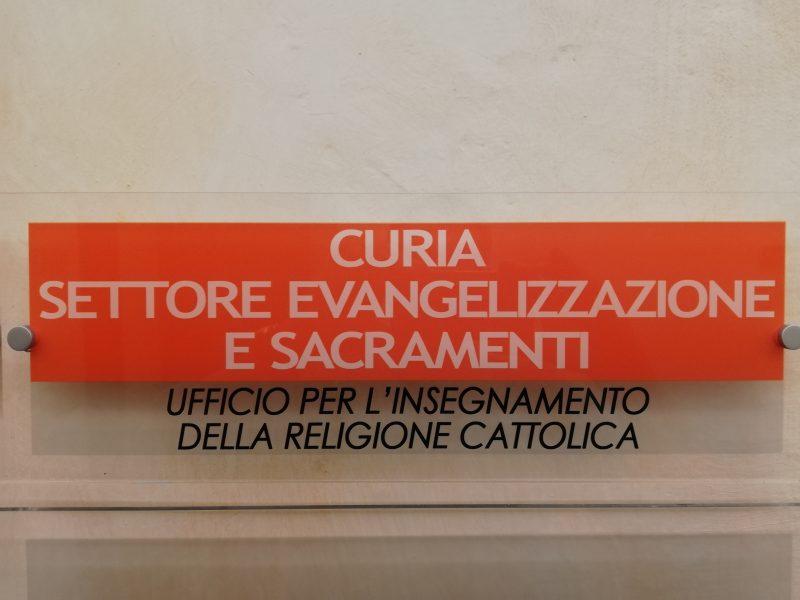 CURIA
SETTORE EVANGELIZZAZIONE
E SACRAMENTI
UFFICIO PER L'INSEGNAMENTO
DELLA RELIGIONE CATTOLICA